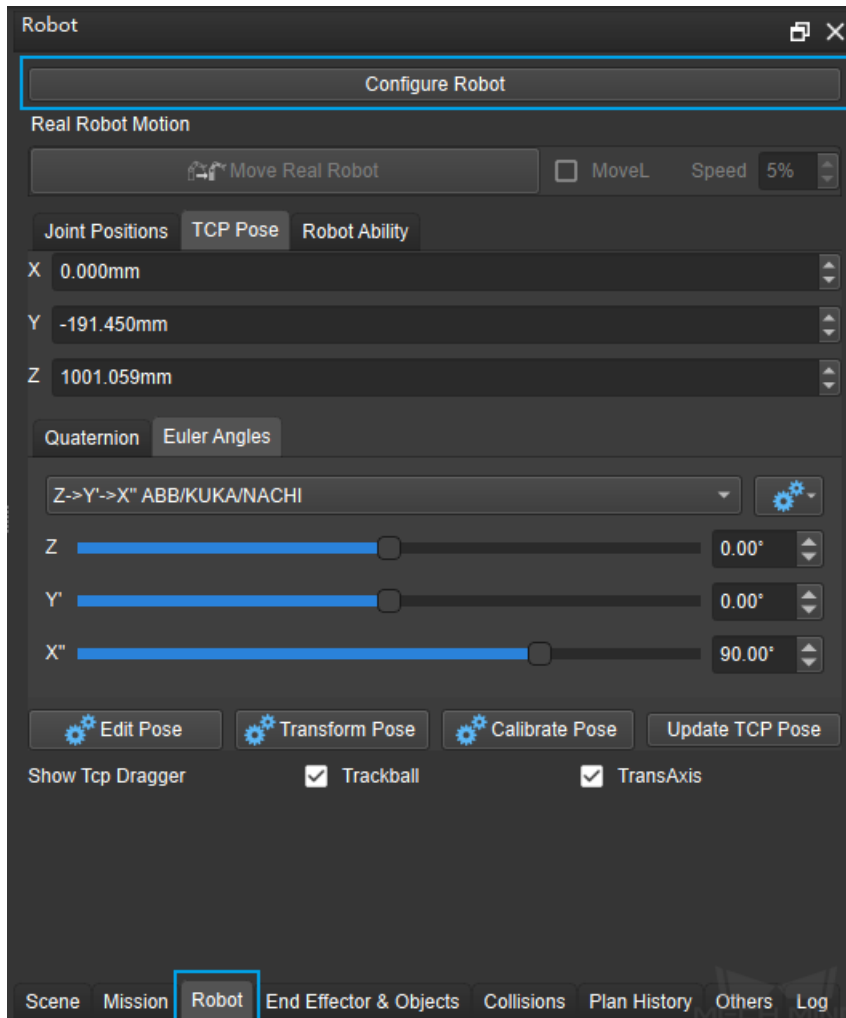 Robot
Configure Robot
Real Robot Motion
Move Real Robot MoveL Speed 5%
Joint Positions TCP Pose Robot Ability
X 0.000mm
Y -191.450mm
Z 1001.059mm
Quaternion Euler Angles
Z->Y'->X" ABB/KUKA/NACHI
Z 0.00°
Y' 0.00°
X" 90.00°
Edit Pose Transform Pose Calibrate Pose Update TCP Pose
Show Tcp Dragger Trackball TransAxis
Scene Mission Robot End Effector & Objects Collisions Plan History Others Log